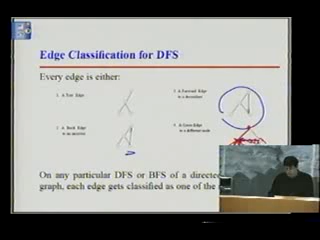 Edge Classification for DFS
Every edge is either:
1. A Tree Edge
2. A Back Edge
to an ancestor
3. A Forward Edge
to a descendant
4. A Cross Edge
to a different node
On any particular DFS or BFS of a directed
graph, each edge gets classified as one of the